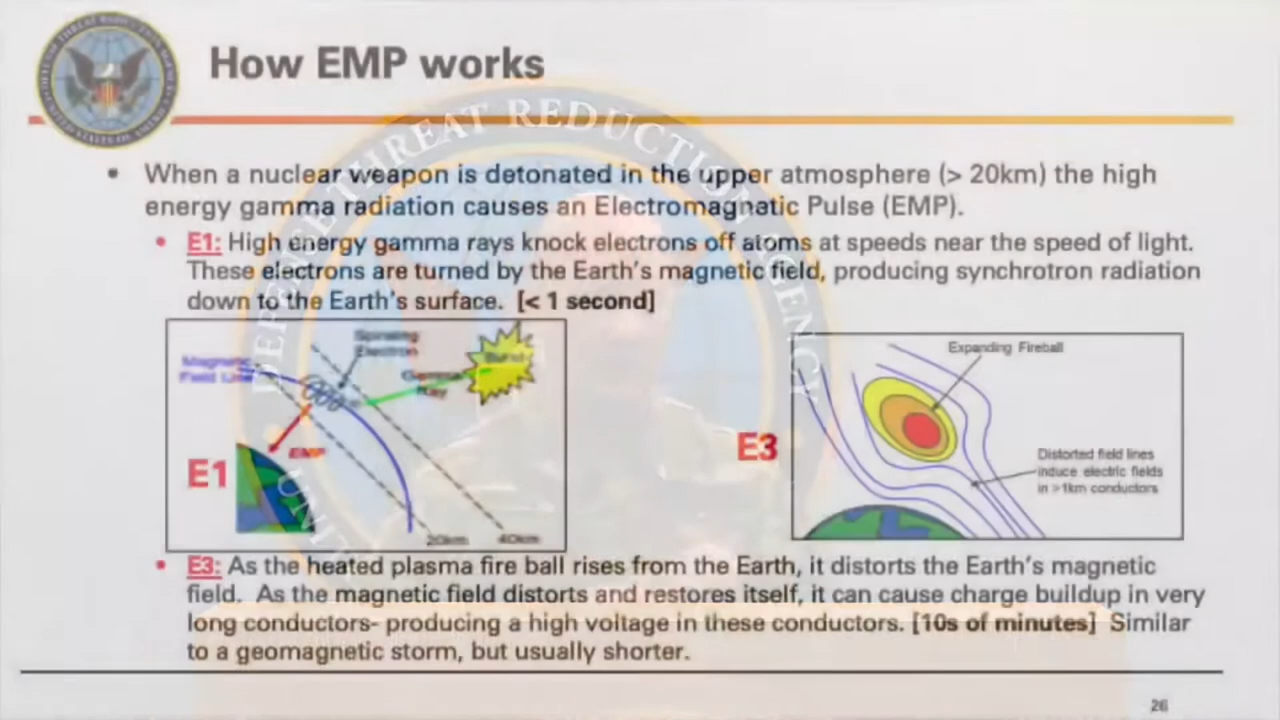 How EMP works
• When a nuclear weapon is detonated in the upper atmosphere (> 20km) the high
energy gamma radiation causes an Electromagnetic Pulse (EMP).
• E1: High energy gamma rays knock electrons off atoms at speeds near the speed of light.
These electrons are turned by the Earth's magnetic field, producing synchrotron radiation
down to the Earth's surface. [< 1 second]
Spiraling
Electron
Burst
Magnetic
Field Line
Gamma
Ray
EMP
E1
20km
40km
Expanding Fireball
E3
Distorted field lines
induce electric fields
in >1km conductors
• E3: As the heated plasma fire ball rises from the Earth, it distorts the Earth's magnetic
field. As the magnetic field distorts and restores itself, it can cause charge buildup in very
long conductors- producing a high voltage in these conductors. [10s of minutes] Similar
to a geomagnetic storm, but usually shorter.
26
DEFENSE THREAT REDUCTION AGENCY